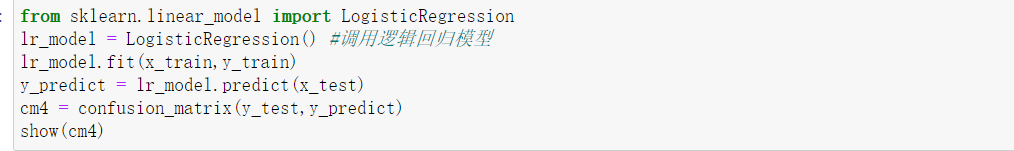 from sklearn.linear_model import LogisticRegression
lr_model = LogisticRegression() #调用逻辑回归模型
lr_model.fit(x_train,y_train)
y_predict = lr_model.predict(x_test)
cm4 = confusion_matrix(y_test,y_predict)
show(cm4)